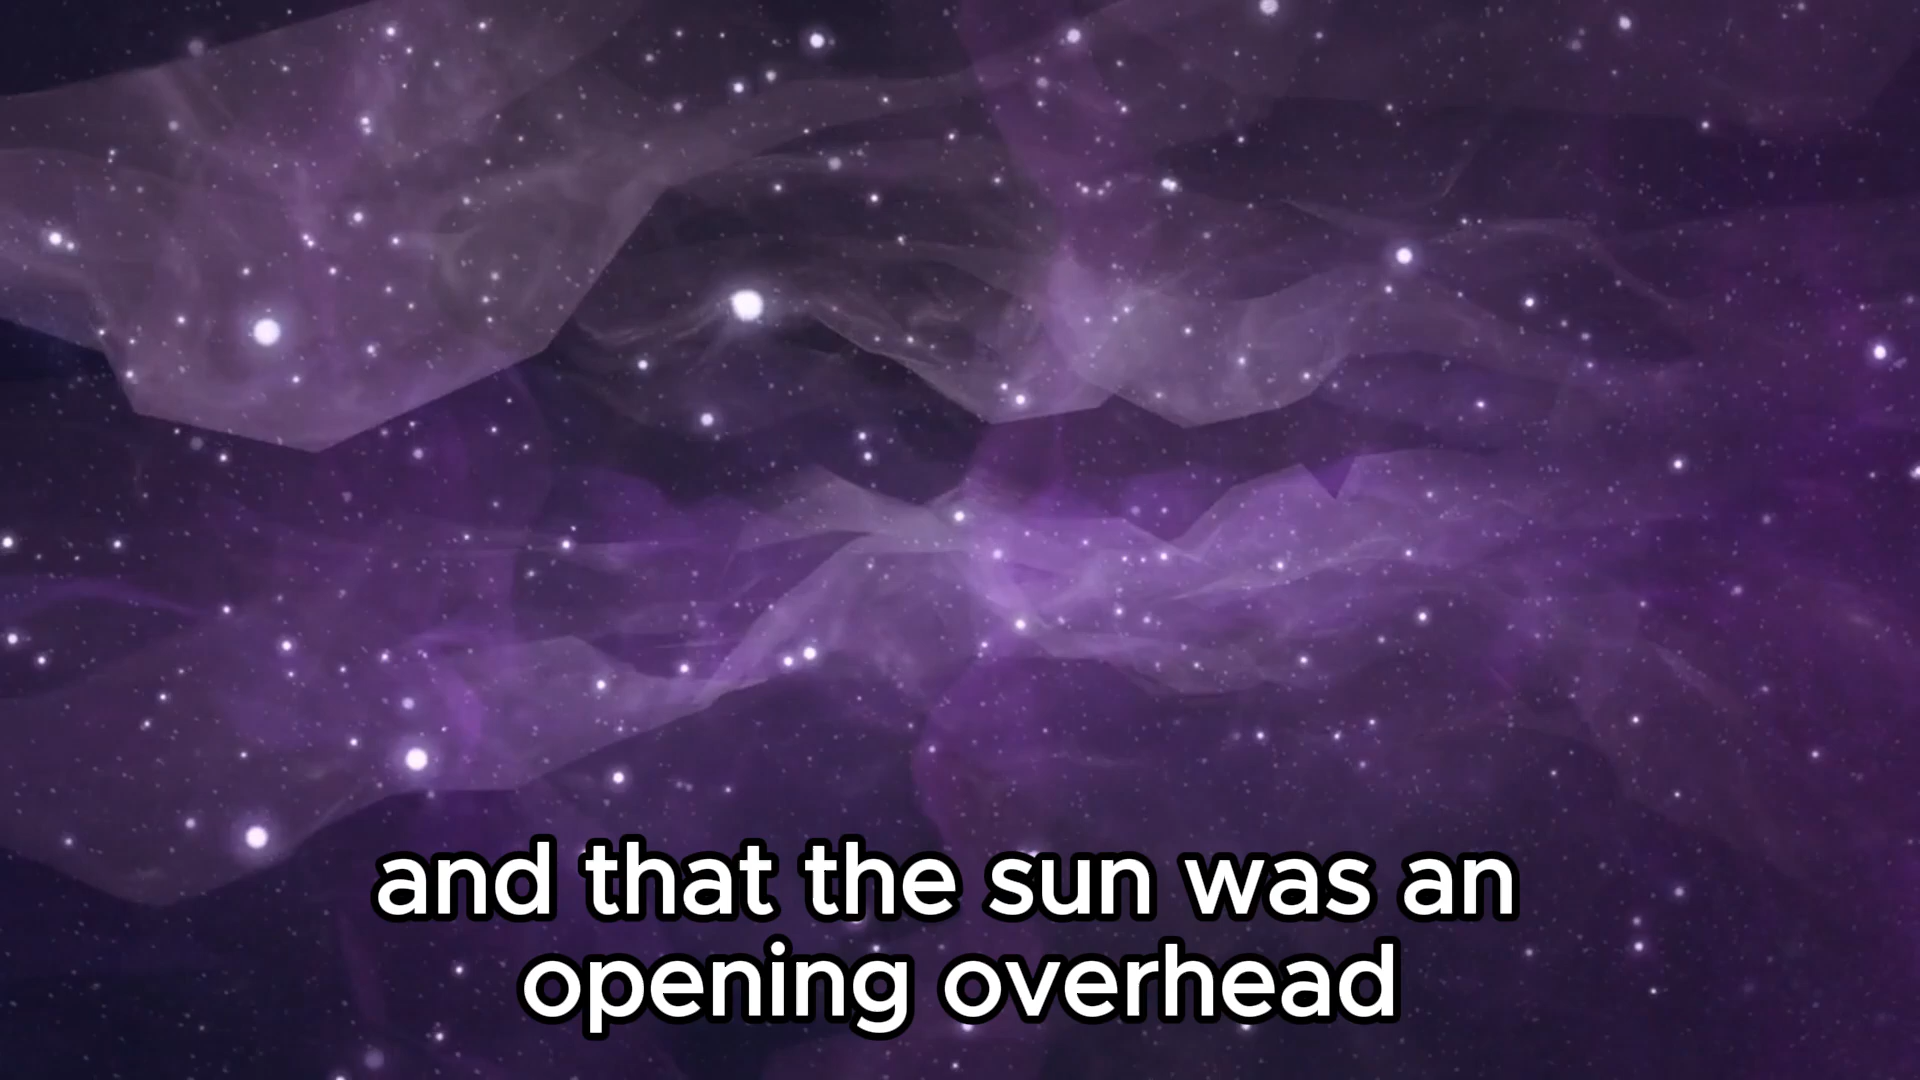 and that the sun was an
opening overhead